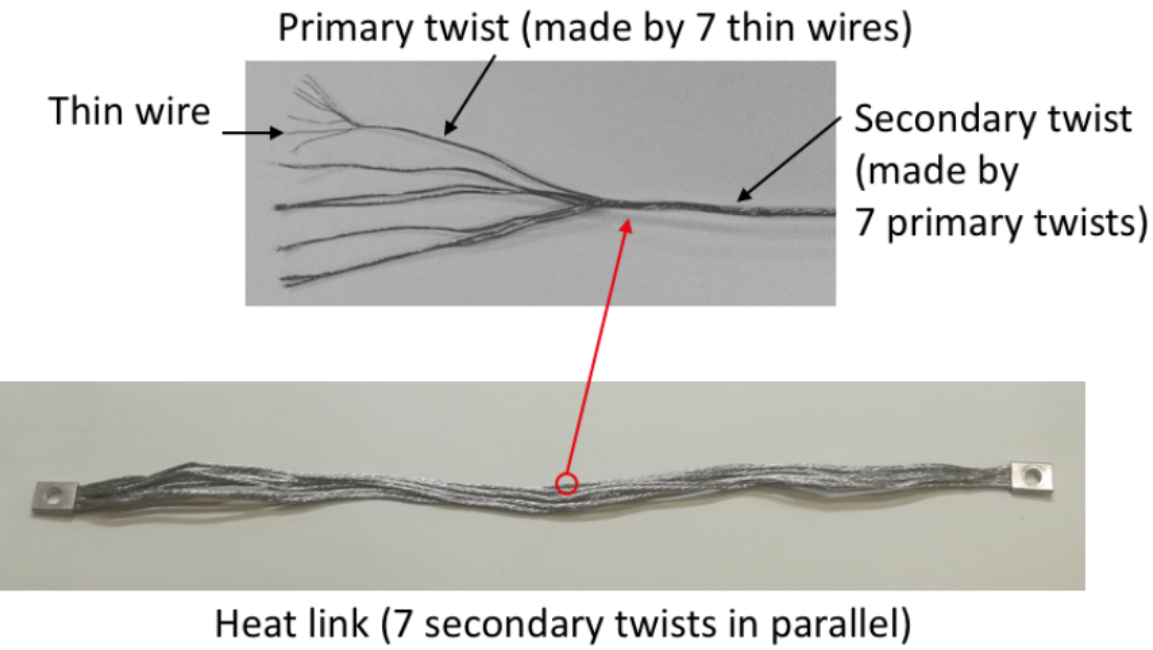 Primary twist (made by 7 thin wires)
Thin wire
Secondary twist
(made by
7 primary twists)
Heat link (7 secondary twists in parallel)